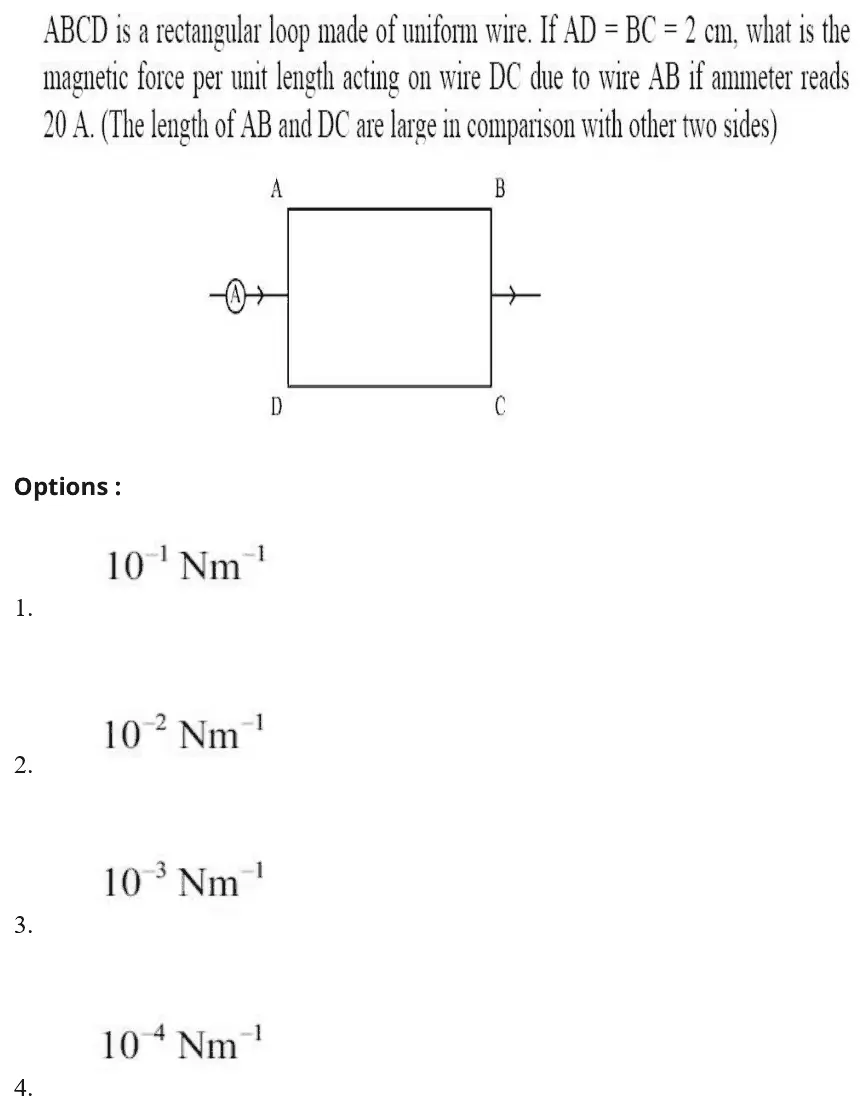 ABCD is a rectangular loop made of uniform wire. If AD = BC = 2 cm, what is the
magnetic force per unit length acting on wire DC due to wire AB if ammeter reads
20 A. (The length of AB and DC are large in comparison with other two sides)
A B
A
D C
Options :
10⁻¹ Nm⁻¹
1.
10⁻² Nm⁻¹
2.
10⁻³ Nm⁻¹
3.
10⁻⁴ Nm⁻¹
4.